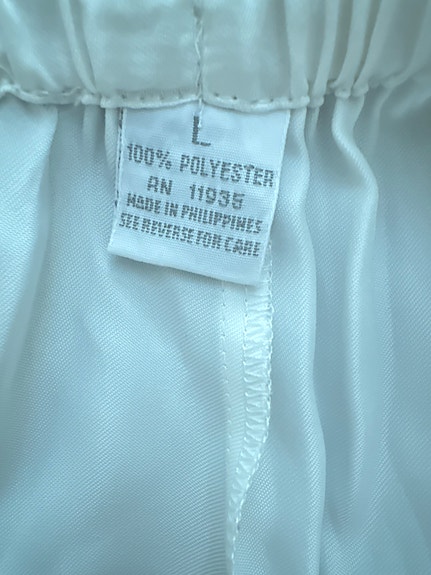 L
100% POLYESTER
RN 11935
MADE IN PHILIPPINES
SEE REVERSE FOR CARE